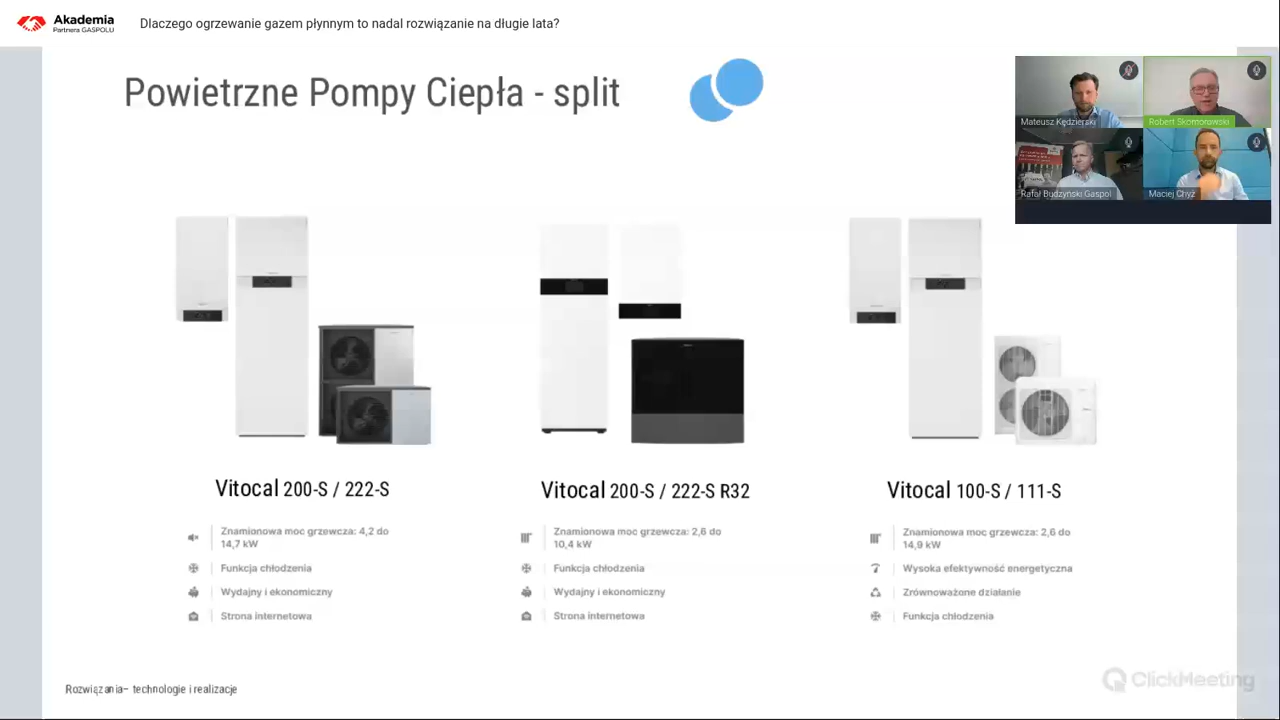 Akademia
Partnera GASPOLU
Dlaczego ogrzewanie gazem płynnym to nadal rozwiązanie na długie lata?
Powietrzne Pompy Ciepła - split
Mateusz Kędzierski
Robert Skomorowski
Rafał Budzyński Gaspol
Maciej Chyż
Vitocal 200-S / 222-S
Znamionowa moc grzewcza: 4,2 do
14,7 kW
Funkcja chłodzenia
Wydajny i ekonomiczny
Strona internetowa
Vitocal 200-S / 222-S R32
Znamionowa moc grzewcza: 2,6 do
10,4 kW
Funkcja chłodzenia
Wydajny i ekonomiczny
Strona internetowa
Vitocal 100-S / 111-S
Znamionowa moc grzewcza: 2,6 do
14,9 kW
Wysoka efektywność energetyczna
Zrównoważone działanie
Funkcja chłodzenia
Rozwiązania– technologie i realizacje
ClickMeeting